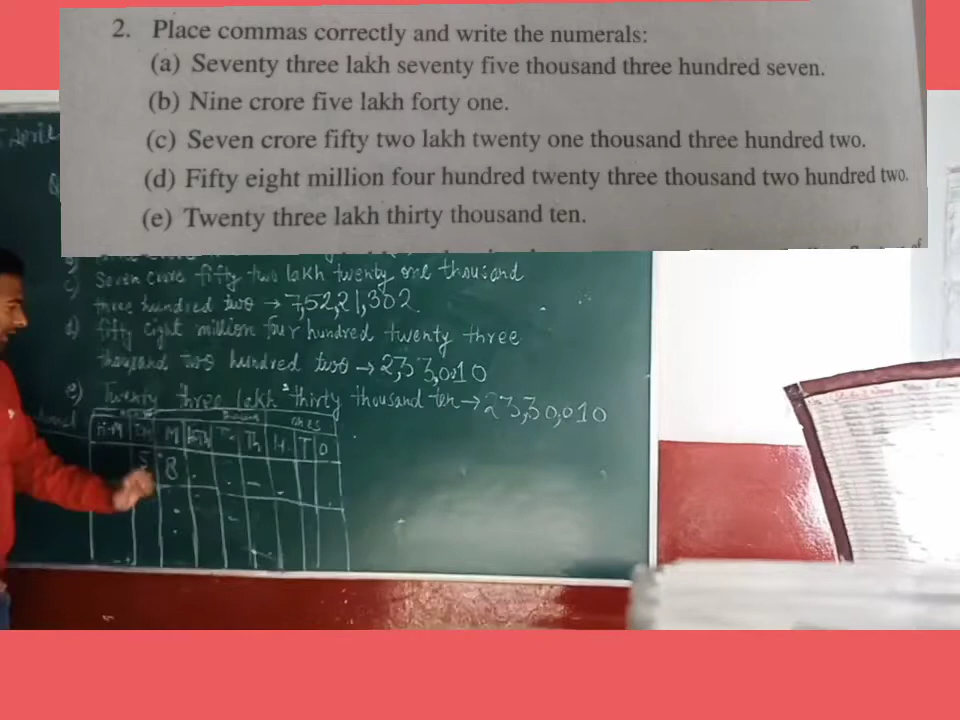 2. Place commas correctly and write the numerals:
(a) Seventy three lakh seventy five thousand three hundred seven.
(b) Nine crore five lakh forty one.
(c) Seven crore fifty two lakh twenty one thousand three hundred two.
(d) Fifty eight million four hundred twenty three thousand two hundred two.
(e) Twenty three lakh thirty thousand ten.
April
c) Seven crore fifty two lakh twenty one thousand
three hundred two → 7,52,21,302
d) fifty eight million four hundred twenty three
thousand two hundred two → 2,33,010
e) Twenty three lakh thirty thousand ten → 23,30,010
H-M T-M M H-Th T- Th H T O
5 8